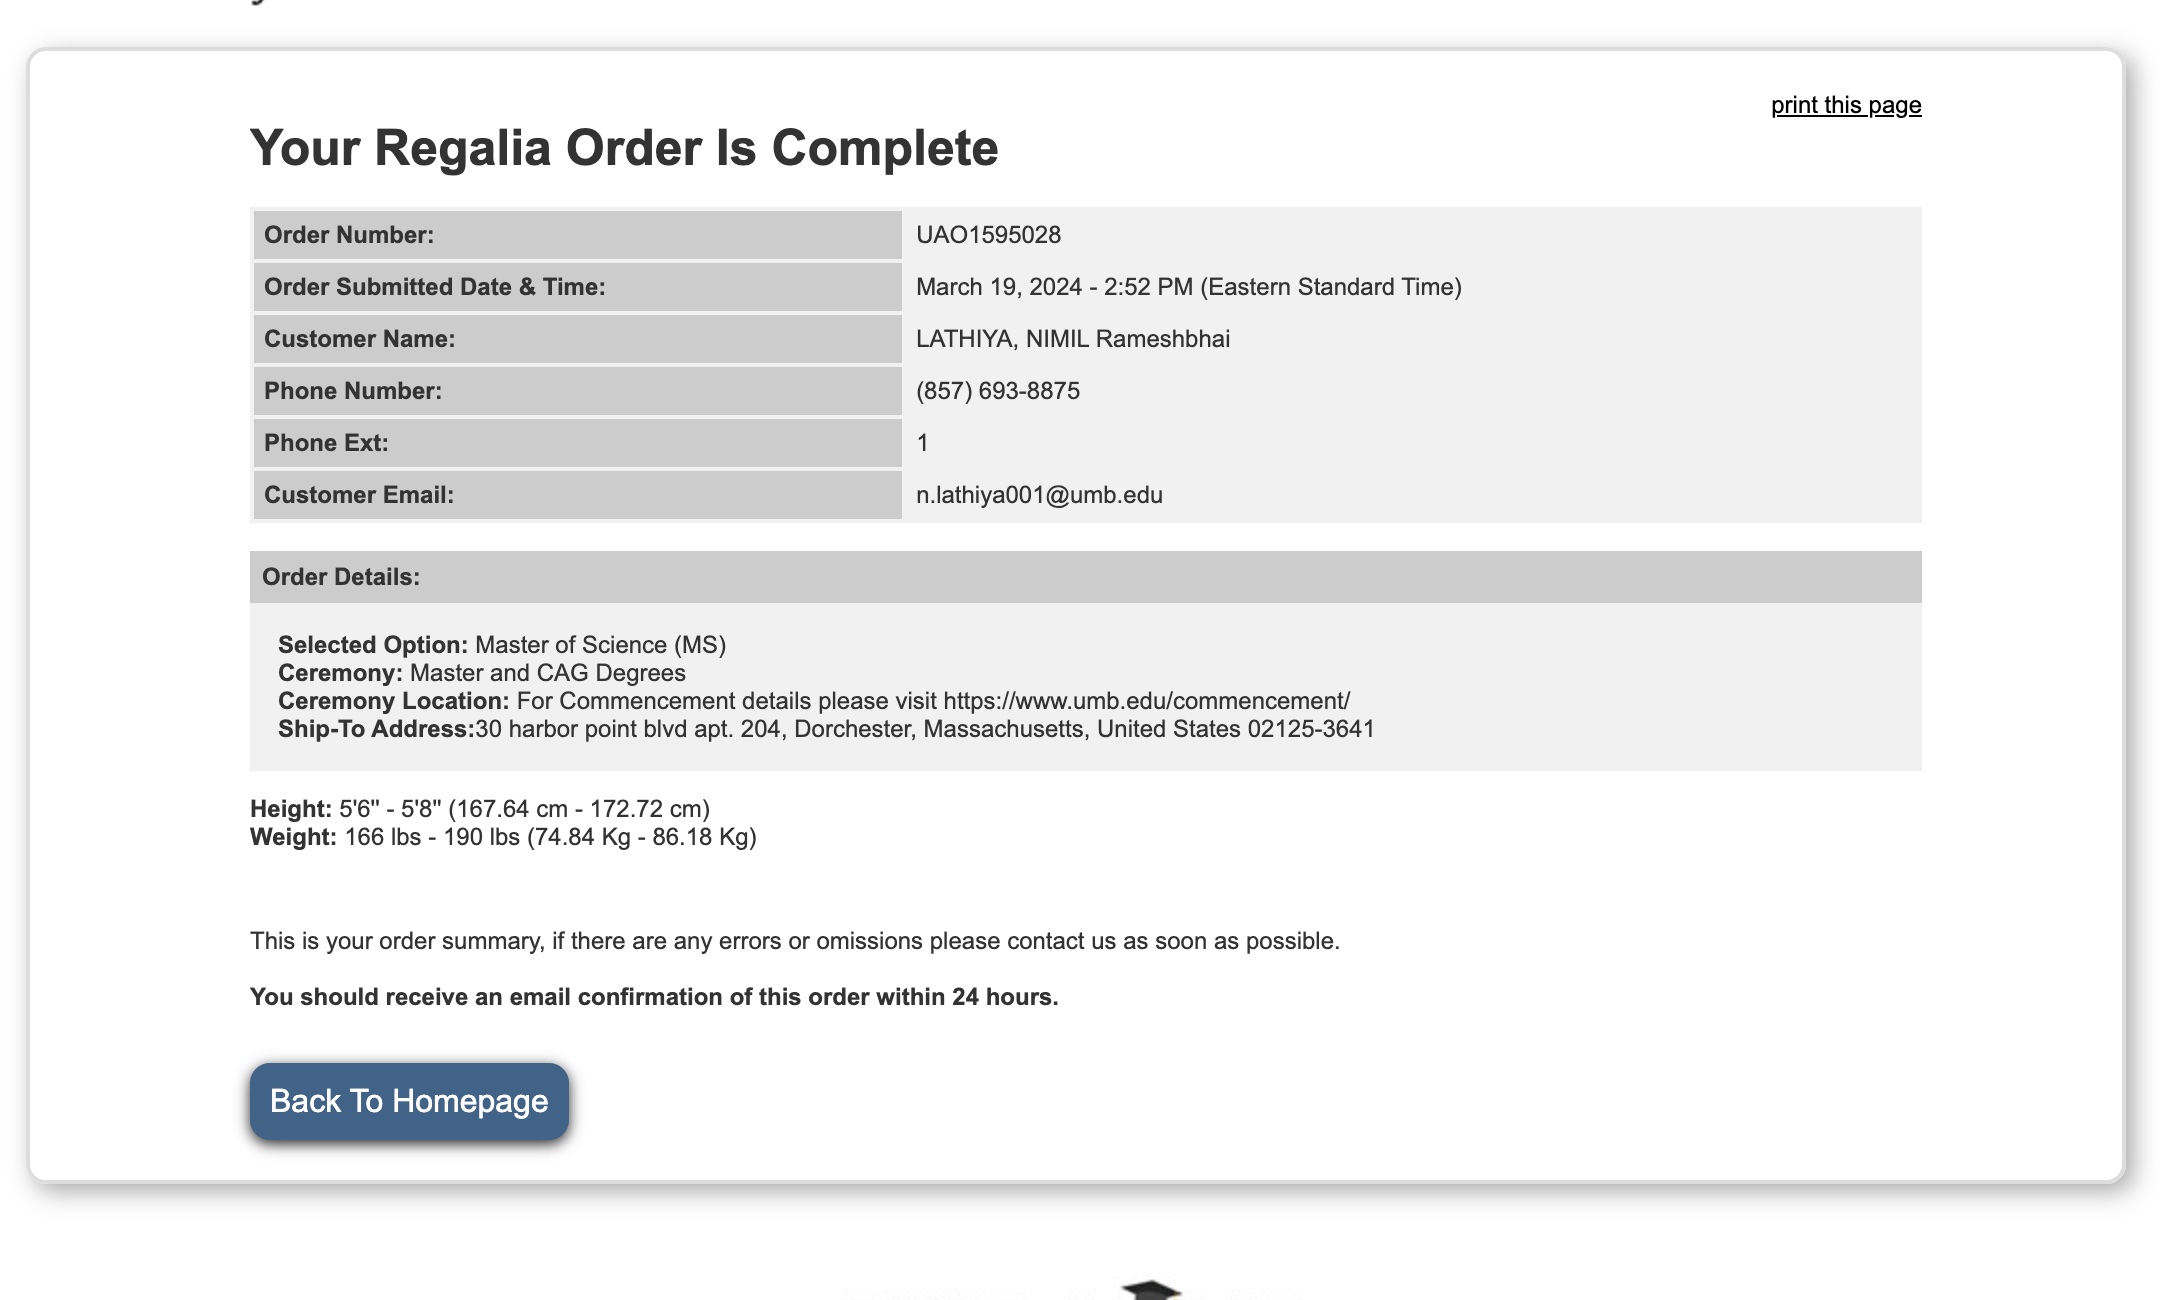 print this page
Your Regalia Order Is Complete
Order Number: UAO1595028
Order Submitted Date & Time: March 19, 2024 - 2:52 PM (Eastern Standard Time)
Customer Name: LATHIYA, NIMIL Rameshbhai
Phone Number: (857) 693-8875
Phone Ext: 1
Customer Email: n.lathiya001@umb.edu
Order Details:
Selected Option: Master of Science (MS)
Ceremony: Master and CAG Degrees
Ceremony Location: For Commencement details please visit https://www.umb.edu/commencement/
Ship-To Address:30 harbor point blvd apt. 204, Dorchester, Massachusetts, United States 02125-3641
Height: 5'6" - 5'8" (167.64 cm - 172.72 cm)
Weight: 166 lbs - 190 lbs (74.84 Kg - 86.18 Kg)
This is your order summary, if there are any errors or omissions please contact us as soon as possible.
You should receive an email confirmation of this order within 24 hours.
Back To Homepage